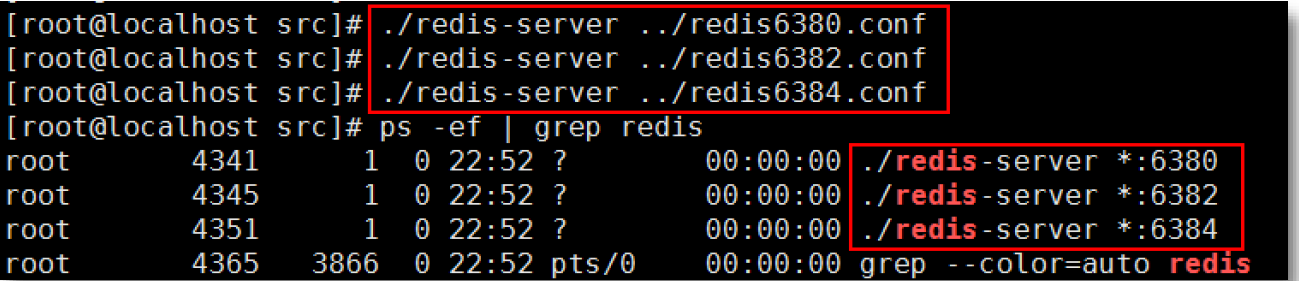 [root@localhost src]# ./redis-server ../redis6380.conf
[root@localhost src]# ./redis-server ../redis6382.conf
[root@localhost src]# ./redis-server ../redis6384.conf
[root@localhost src]# ps -ef | grep redis
root 4341 1 0 22:52 ? 00:00:00 ./redis-server *:6380
root 4345 1 0 22:52 ? 00:00:00 ./redis-server *:6382
root 4351 1 0 22:52 ? 00:00:00 ./redis-server *:6384
root 4365 3866 0 22:52 pts/0 00:00:00 grep --color=auto redis